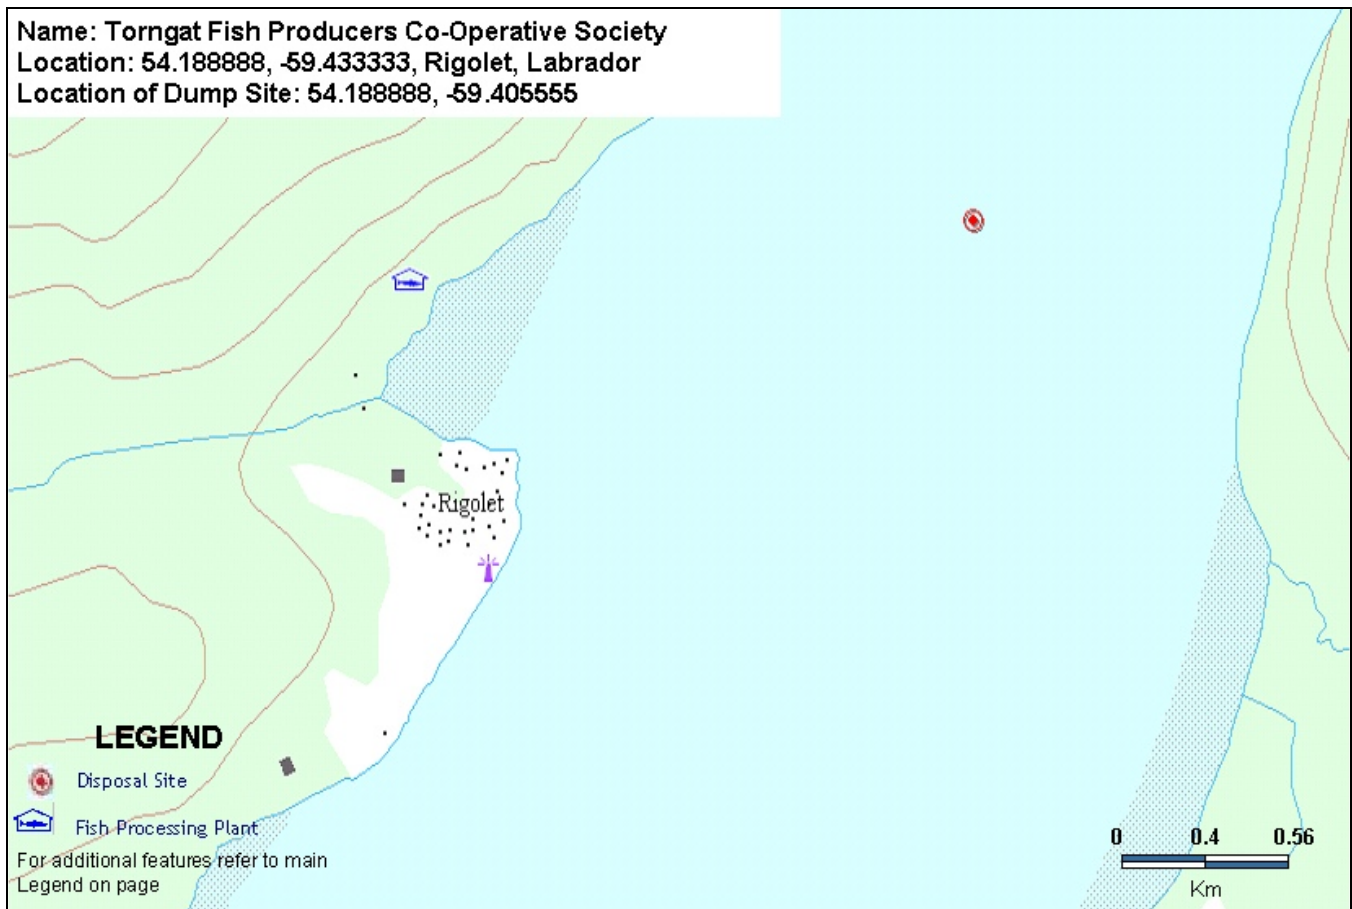 Name: Torngat Fish Producers Co-Operative Society
Location: 54.188888, -59.433333, Rigolet, Labrador
Location of Dump Site: 54.188888, -59.405555
Rigolet
LEGEND
Disposal Site
Fish Processing Plant
For additional features refer to main
Legend on page
0 0.4 0.56
Km